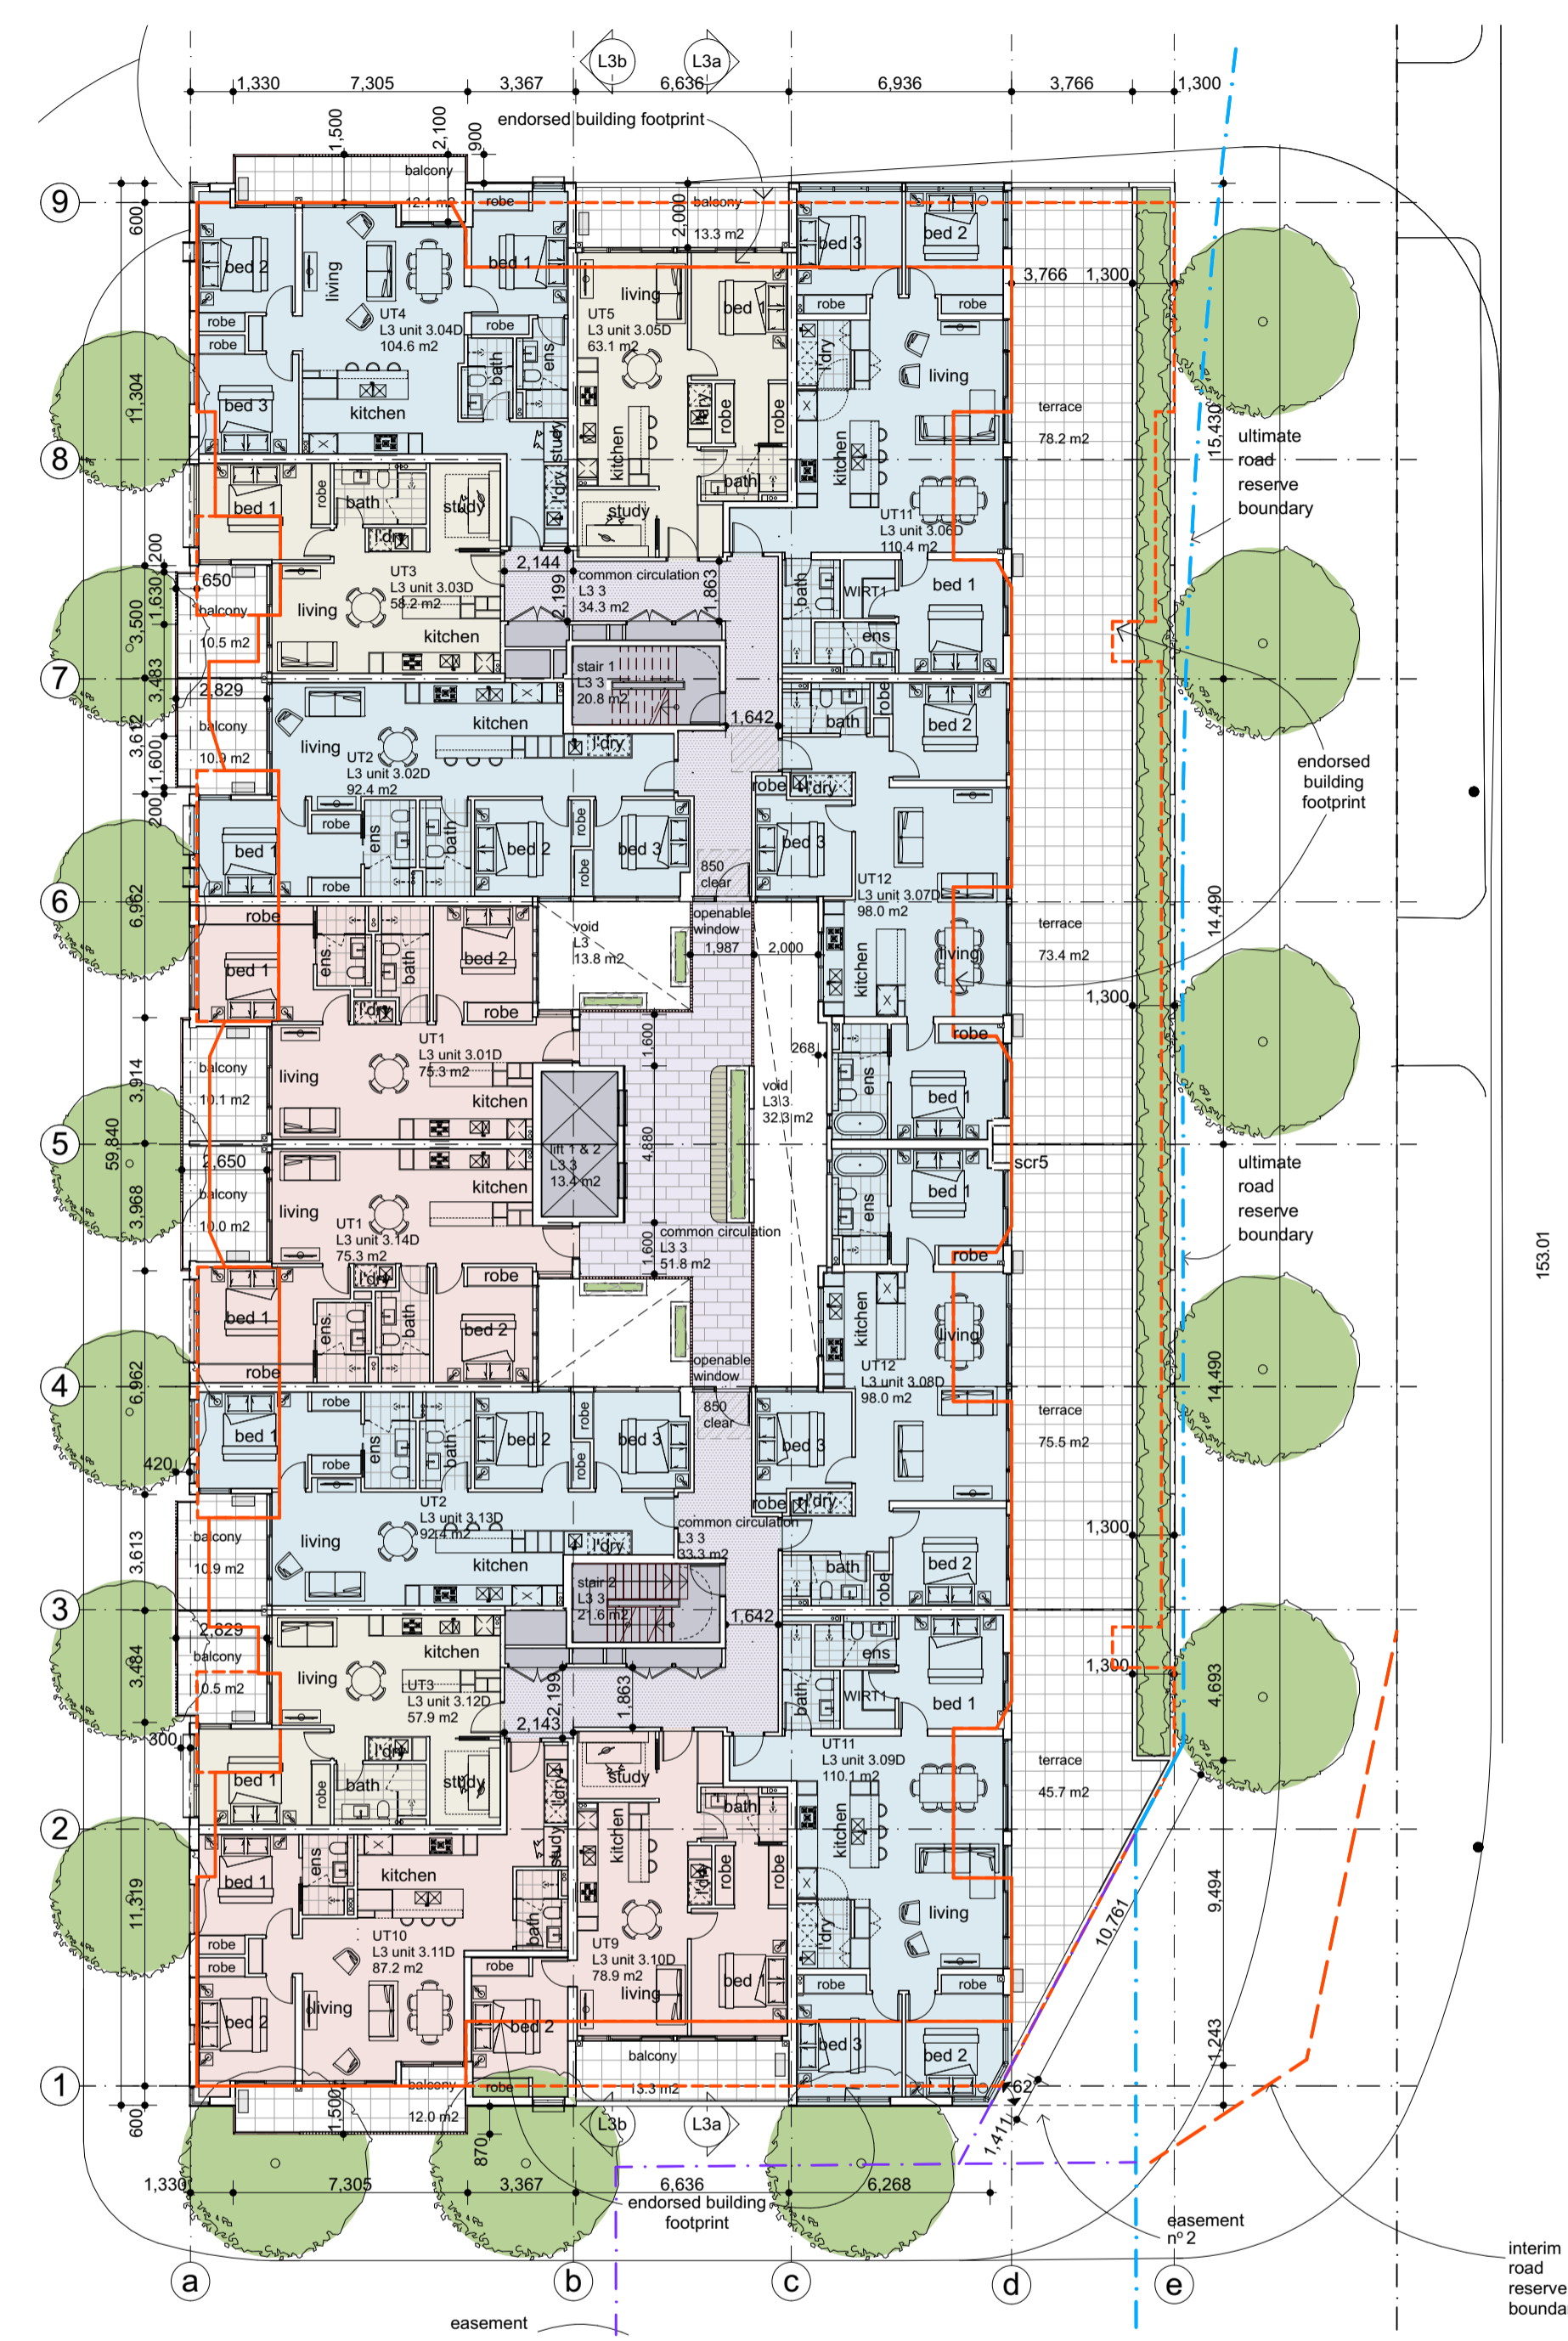 L3b
L3a
1,330
7,305
3,367
6,636
6,936
3,766
1,300
1,500
2,100
900
endorsed building footprint
9
600
balcony
12.1 m2
robe
2,000
balcony
13.3 m2
bed 2
living
bed 1
living
bed 1
bed 3
bed 2
3,766
1,300
UT4
L3 unit 3.04D
104.6 m2
UT5
L3 unit 3.05D
63.1 m2
robe
robe
robe
robe
robe
bath
ens
l'dry
living
11,304
bed 3
kitchen
kitchen
l'dry
robe
robe
kitchen
terrace
78.2 m2
15,430
ultimate
road
reserve
boundary
8
study
l'dry
bath
bed 1
robe
bath
study
study
l'dry
UT11
L3 unit 3.06D
110.4 m2
200
1,630
650
balcony
10.5 m2
3,500
3,483
living
UT3
L3 unit 3.03D
58.2 m2
kitchen
2,144
2,199
common circulation
L3 3
34.3 m2
1,863
bath
WIRT1
bed 1
ens
7
2,829
balcony
10.9 m2
3,612
1,600
200
living
kitchen
UT2
L3 unit 3.02D
92.4 m2
stair 1
L3 3
20.8 m2
l'dry
1,642
bath
robe
bed 2
endorsed
building
footprint
robe
l'dry
bed 1
robe
robe
ens
bath
bed 2
robe
robe
bed 3
850
clear
bed 3
UT12
L3 unit 3.07D
98.0 m2
6
6,962
robe
bed 1
ens.
bath
bed 2
l'dry
robe
void
L3
13.8 m2
openable
window
1,987
2,000
kitchen
living
terrace
73.4 m2
14,490
1,300
balcony
10.1 m2
3,914
UT1
L3 unit 3.01D
75.3 m2
living
kitchen
1,600
268
void
L3 3
32.3 m2
robe
ens
bed 1
5
59,840
2,650
balcony
10.0 m2
3,968
lift 1 & 2
L3 3
13.4 m2
4,880
scr5
ultimate
road
reserve
boundary
153.01
kitchen
living
UT1
L3 unit 3.14D
75.3 m2
1,600
common circulation
L3 3
51.8 m2
ens
bed 1
robe
bed 1
l'dry
robe
ens.
bath
bed 2
robe
kitchen
living
4
6,962
openable
window
UT12
L3 unit 3.08D
98.0 m2
14,490
420
bed 1
robe
robe
ens
bath
bed 2
robe
robe
bed 3
850
clear
bed 3
terrace
75.5 m2
balcony
10.9 m2
3,613
UT2
L3 unit 3.13D
92.4 m2
living
kitchen
l'dry
common circulation
L3 3
33.3 m2
robe
l'dry
bath
robe
bed 2
1,300
3
2,829
balcony
10.5 m2
3,484
300
kitchen
living
UT3
L3 unit 3.12D
57.9 m2
stair 2
L3 3
21.6 m2
1,642
2,143
2,199
1,863
bath
ens
WIRT1
bed 1
1,300
4,693
bed 1
robe
l'dry
bath
study
l'dry
study
study
UT11
L3 unit 3.09D
110.1 m2
terrace
45.7 m2
2
11,319
bed 1
ens
kitchen
bath
kitchen
bath
l'dry
robe
robe
kitchen
UT10
L3 unit 3.11D
87.2 m2
UT9
L3 unit 3.10D
78.9 m2
l'dry
living
10,761
9,494
robe
robe
robe
robe
robe
bed 2
living
bed 2
living
bed 1
bed 3
bed 2
1,243
1
600
balcony
12.0 m2
1,500
robe
870
balcony
13.3 m2
L3b
L3a
62
1,411
1,330
7,305
3,367
6,636
6,268
endorsed building
footprint
easement
nº 2
a
b
c
d
e
easement
interim
road
reserve